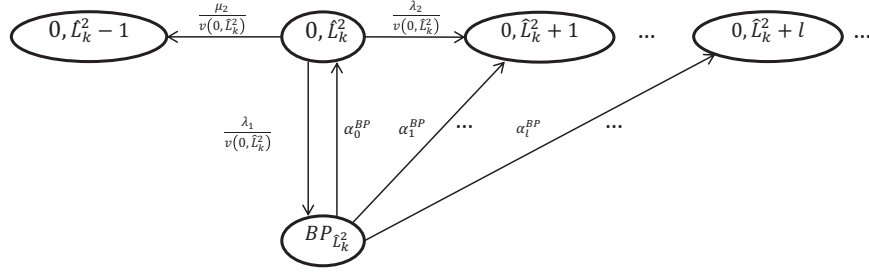 0, L̂_k^2 − 1
μ_2 / v(0, L̂_k^2)
0, L̂_k^2
λ_2 / v(0, L̂_k^2)
0, L̂_k^2 + 1
...
0, L̂_k^2 + l
...
λ_1 / v(0, L̂_k^2)
α_0^{BP}
α_1^{BP}
...
α_l^{BP}
...
BP_{L̂_k^2}